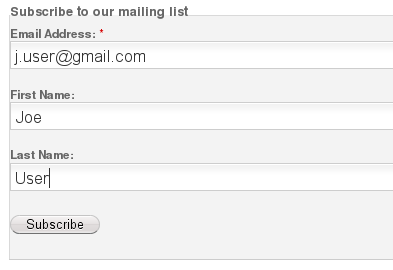 Subscribe to our mailing list
Email Address: *
j.user@gmail.com
First Name:
Joe
Last Name:
User
Subscribe